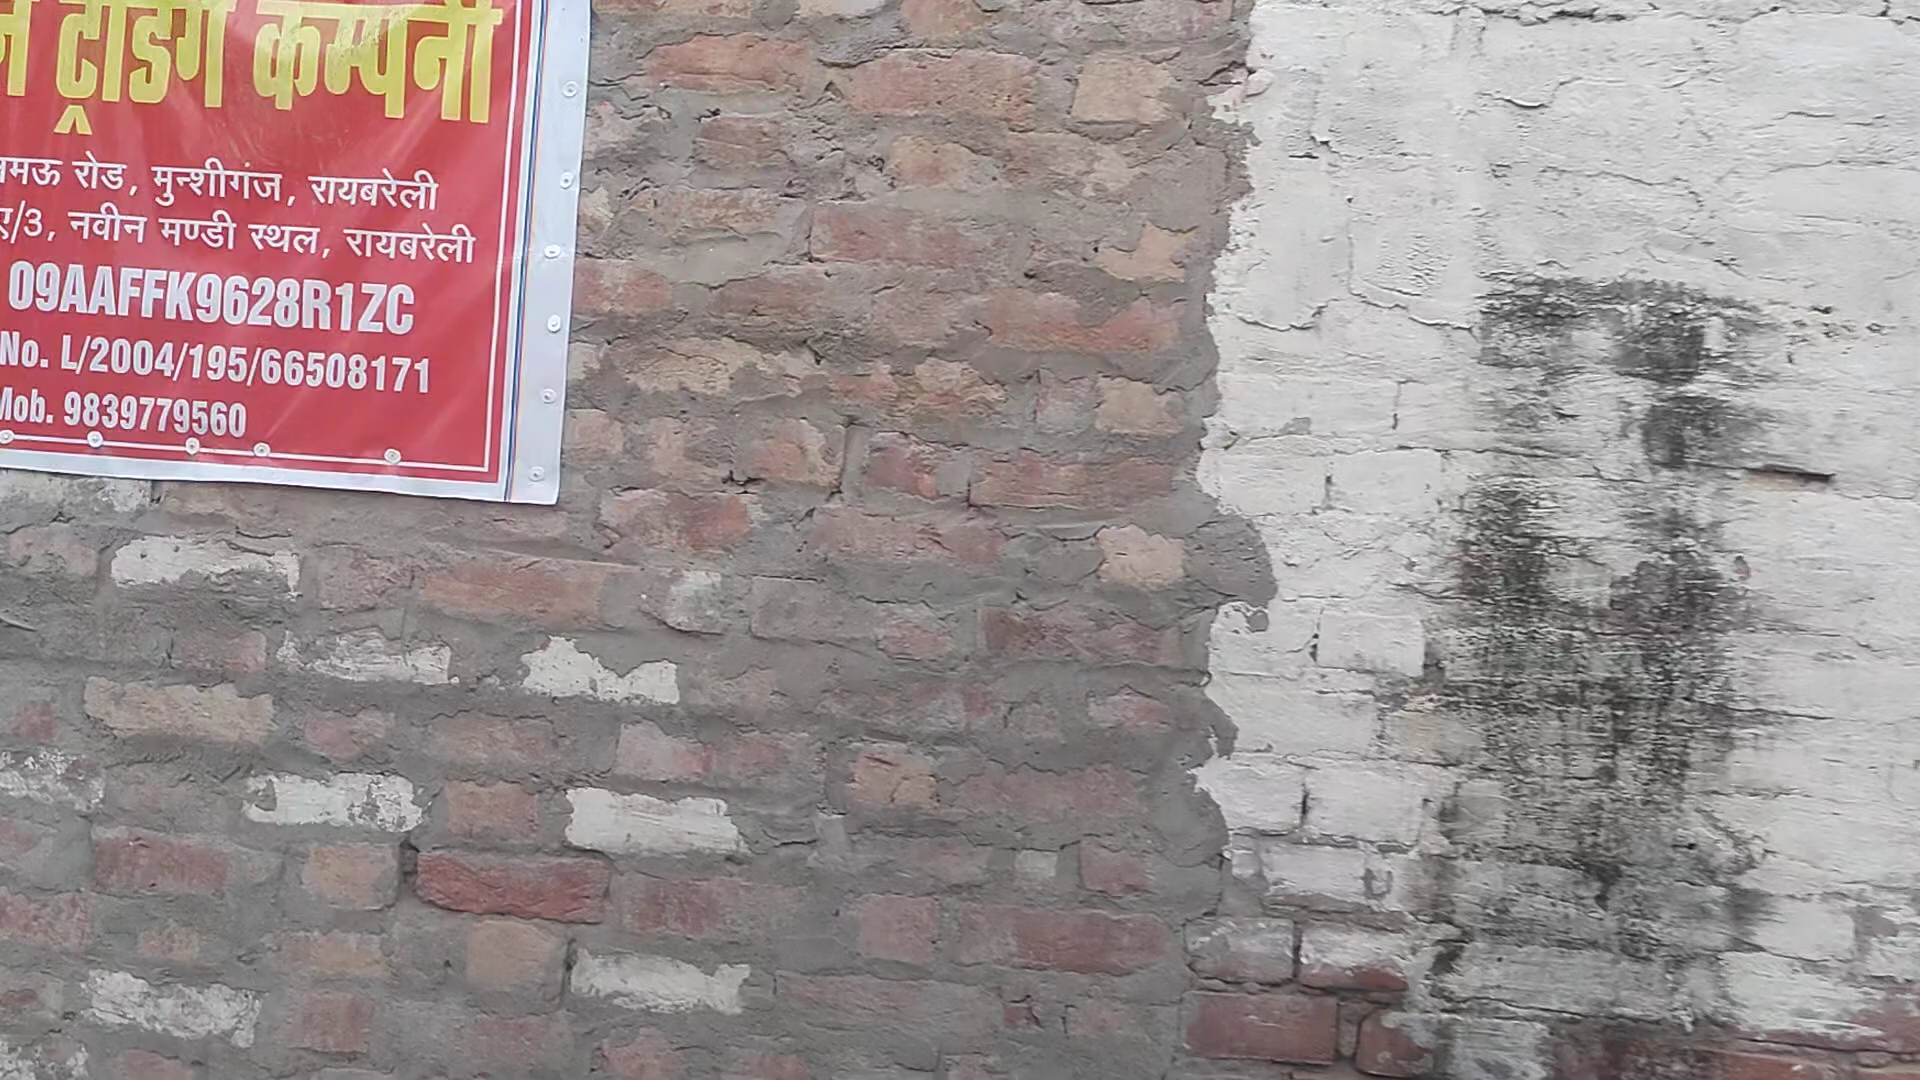 ट्रेडिंग कम्पनी
रोड, मुन्शीगंज, रायबरेली
ए/3, नवीन मण्डी स्थल, रायबरेली
09AAFFK9628R1ZC
No. L/2004/195/66508171
Mob. 9839779560